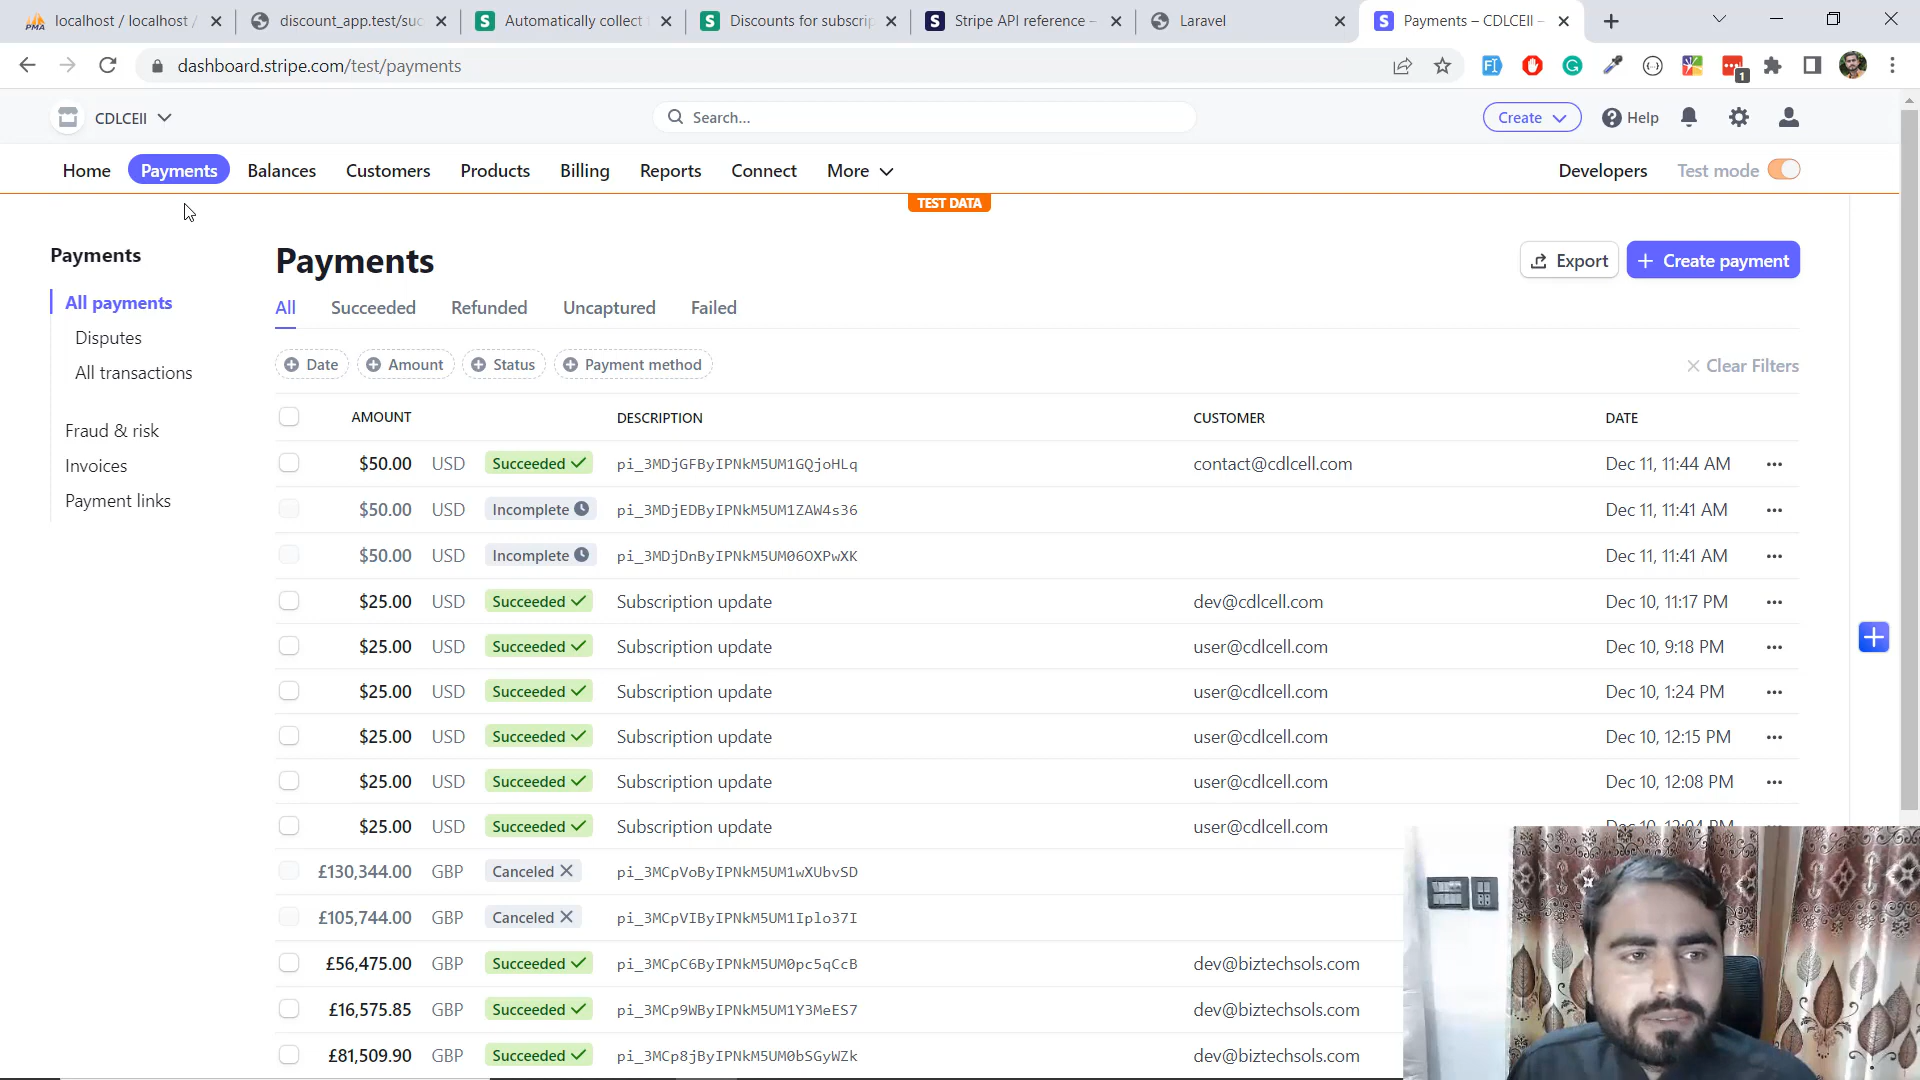 localhost / localhost /
discount_app.test/suc
Automatically collect
Discounts for subscrip
Stripe API reference –
Laravel
Payments – CDLCEll –
dashboard.stripe.com/test/payments
1
CDLCEll
Search...
Create
Help
Home Payments Balances Customers Products Billing Reports Connect More
Developers Test mode
TEST DATA
Payments
All payments
Disputes
All transactions
Fraud & risk
Invoices
Payment links
Payments
Export
Create payment
All Succeeded Refunded Uncaptured Failed
Date Amount Status Payment method
Clear Filters
AMOUNT DESCRIPTION CUSTOMER DATE
$50.00 USD Succeeded pi_3MDjGFByIPNkM5UM1GQjoHLq contact@cdlcell.com Dec 11, 11:44 AM
$50.00 USD Incomplete pi_3MDjEDByIPNkM5UM1ZAW4s36 Dec 11, 11:41 AM
$50.00 USD Incomplete pi_3MDjDnByIPNkM5UM06OXPwXK Dec 11, 11:41 AM
$25.00 USD Succeeded Subscription update dev@cdlcell.com Dec 10, 11:17 PM
$25.00 USD Succeeded Subscription update user@cdlcell.com Dec 10, 9:18 PM
$25.00 USD Succeeded Subscription update user@cdlcell.com Dec 10, 1:24 PM
$25.00 USD Succeeded Subscription update user@cdlcell.com Dec 10, 12:15 PM
$25.00 USD Succeeded Subscription update user@cdlcell.com Dec 10, 12:08 PM
$25.00 USD Succeeded Subscription update user@cdlcell.com Dec 10, 12:04 PM
£130,344.00 GBP Canceled pi_3MCpVoByIPNkM5UM1wXUbvSD
£105,744.00 GBP Canceled pi_3MCpVIByIPNkM5UM1Iplo37I
£56,475.00 GBP Succeeded pi_3MCpC6ByIPNkM5UM0pc5qCcB dev@biztechsols.com
£16,575.85 GBP Succeeded pi_3MCp9WByIPNkM5UM1Y3MeES7 dev@biztechsols.com
£81,509.90 GBP Succeeded pi_3MCp8jByIPNkM5UM0bSGyWZk dev@biztechsols.com